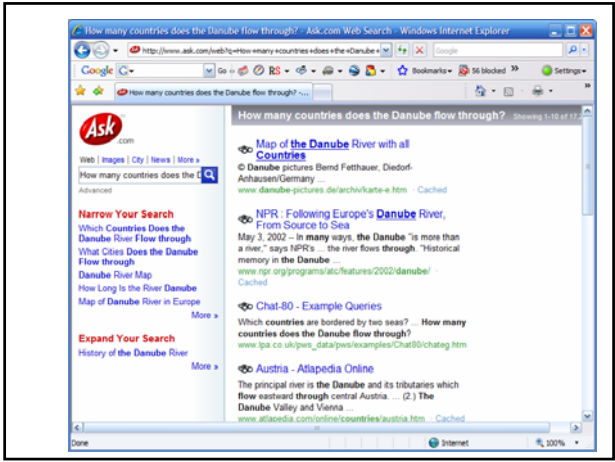 How many countries does the Danube flow through? - Ask.com Web Search - Windows Internet Explorer
http://www.ask.com/web?q=How+many+countries+does+the+Danube+
Google
Google
Go
RS
Bookmarks
56 blocked
Settings
How many countries does the Danube flow through? -...
How many countries does the Danube flow through? Showing 1-10 of
Ask
.com
Web | Images | City | News | More »
How many countries does the
Advanced
Narrow Your Search
Which Countries Does the
Danube River Flow through
What Cities Does the Danube
Flow through
Danube River Map
How Long Is the River Danube
Map of Danube River in Europe
More »
Expand Your Search
History of the Danube River
More »
Map of the Danube River with all
Countries
© Danube pictures Bernd Fetthauer, Diedorf-
Anhausen/Germany ...
www.danube-pictures.de/archiv/karte-e.htm · Cached
NPR : Following Europe's Danube River,
From Source to Sea
May 3, 2002 -- In many ways, the Danube "is more than
a river," says NPR's ... the river flows through. "Historical
memory in the Danube ...
www.npr.org/programs/atc/features/2002/danube/ ·
Cached
Chat-80 - Example Queries
Which countries are bordered by two seas? ... How many
countries does the Danube flow through?
www.lpa.co.uk/pws_data/pws/examples/Chat80/chateg.htm
Austria - Atlapedia Online
The principal river is the Danube and its tributaries which
flow eastward through central Austria. ... (2.) The
Danube Valley and Vienna ...
www.atlapedia.com/online/countries/austria.htm · Cached
Done
Internet
100%